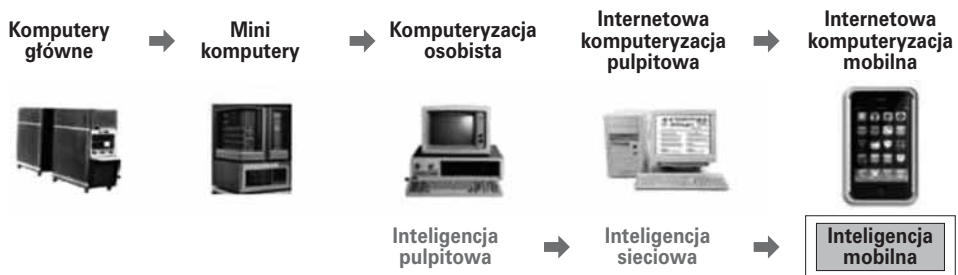 Komputery
główne
Mini
komputery
Komputeryzacja
osobista
Internetowa
komputeryzacja
pulpitowa
Internetowa
komputeryzacja
mobilna
Inteligencja
pulpitowa
Inteligencja
sieciowa
Inteligencja
mobilna